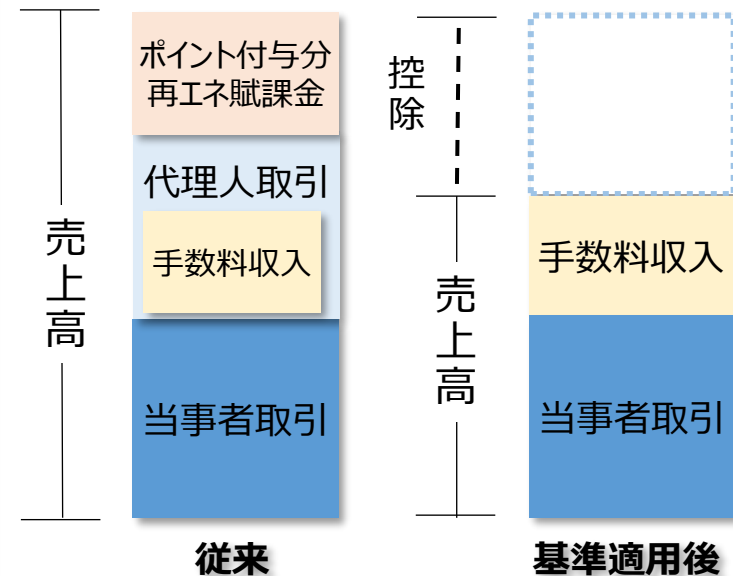 売上高
ポイント付与分
再エネ賦課金
代理人取引
手数料収入
当事者取引
従来
控除
売上高
手数料収入
当事者取引
基準適用後